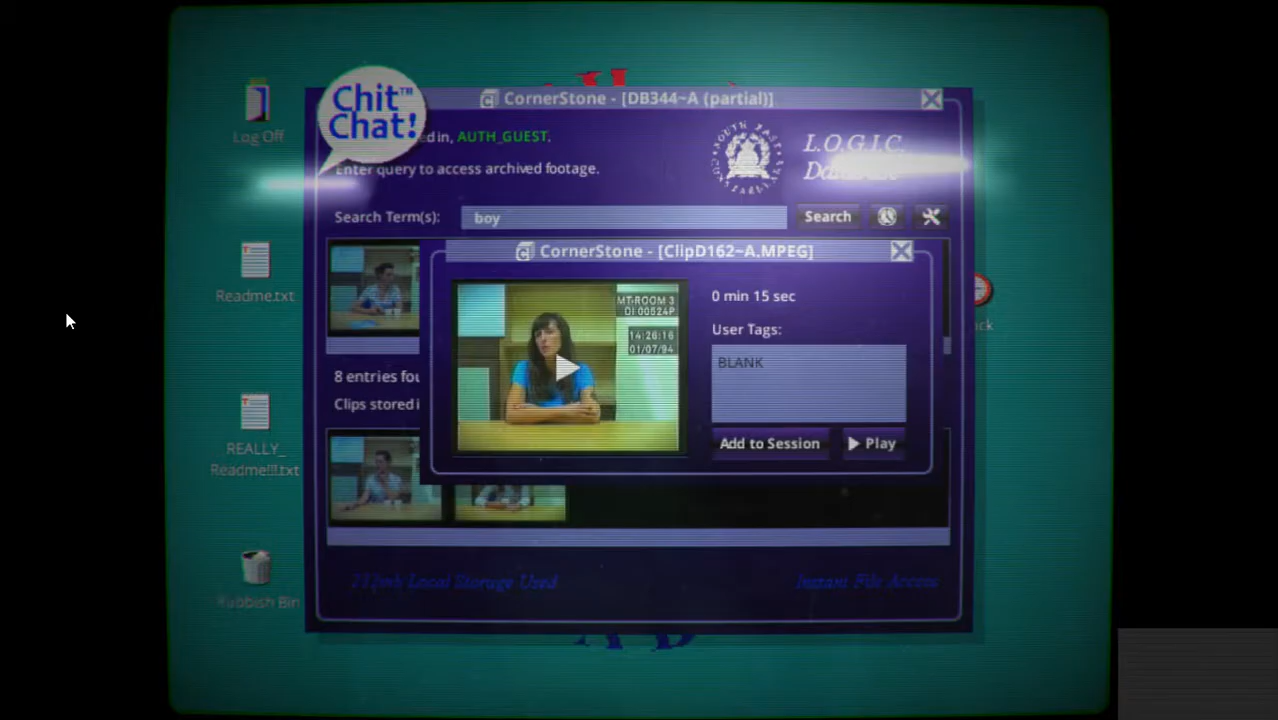 Chit™
Chat!
CornerStone - [DB344~A (partial)]
Log Off
ed in, AUTH_GUEST.
SOUTH EAST
L.O.G.I.C.
Enter query to access archived footage.
Search Term(s):
boy
Search
CornerStone - [ClipD162~A.MPEG]
Readme.txt
0 min 15 sec
MT-ROOM 3
14:26:16
01/07/94
User Tags:
BLANK
8 entries fou
Clips stored i
REALLY_
Readme!!!.txt
Add to Session
Play
Local Storage Used
Instant File Access
Rubbish Bin